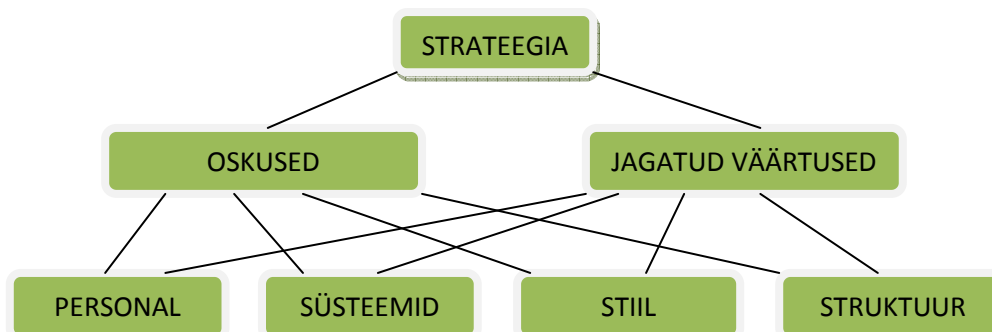 STRATEEGIA
OSKUSED
JAGATUD VÄÄRTUSED
PERSONAL
SÜSTEEMID
STIIL
STRUKTUUR